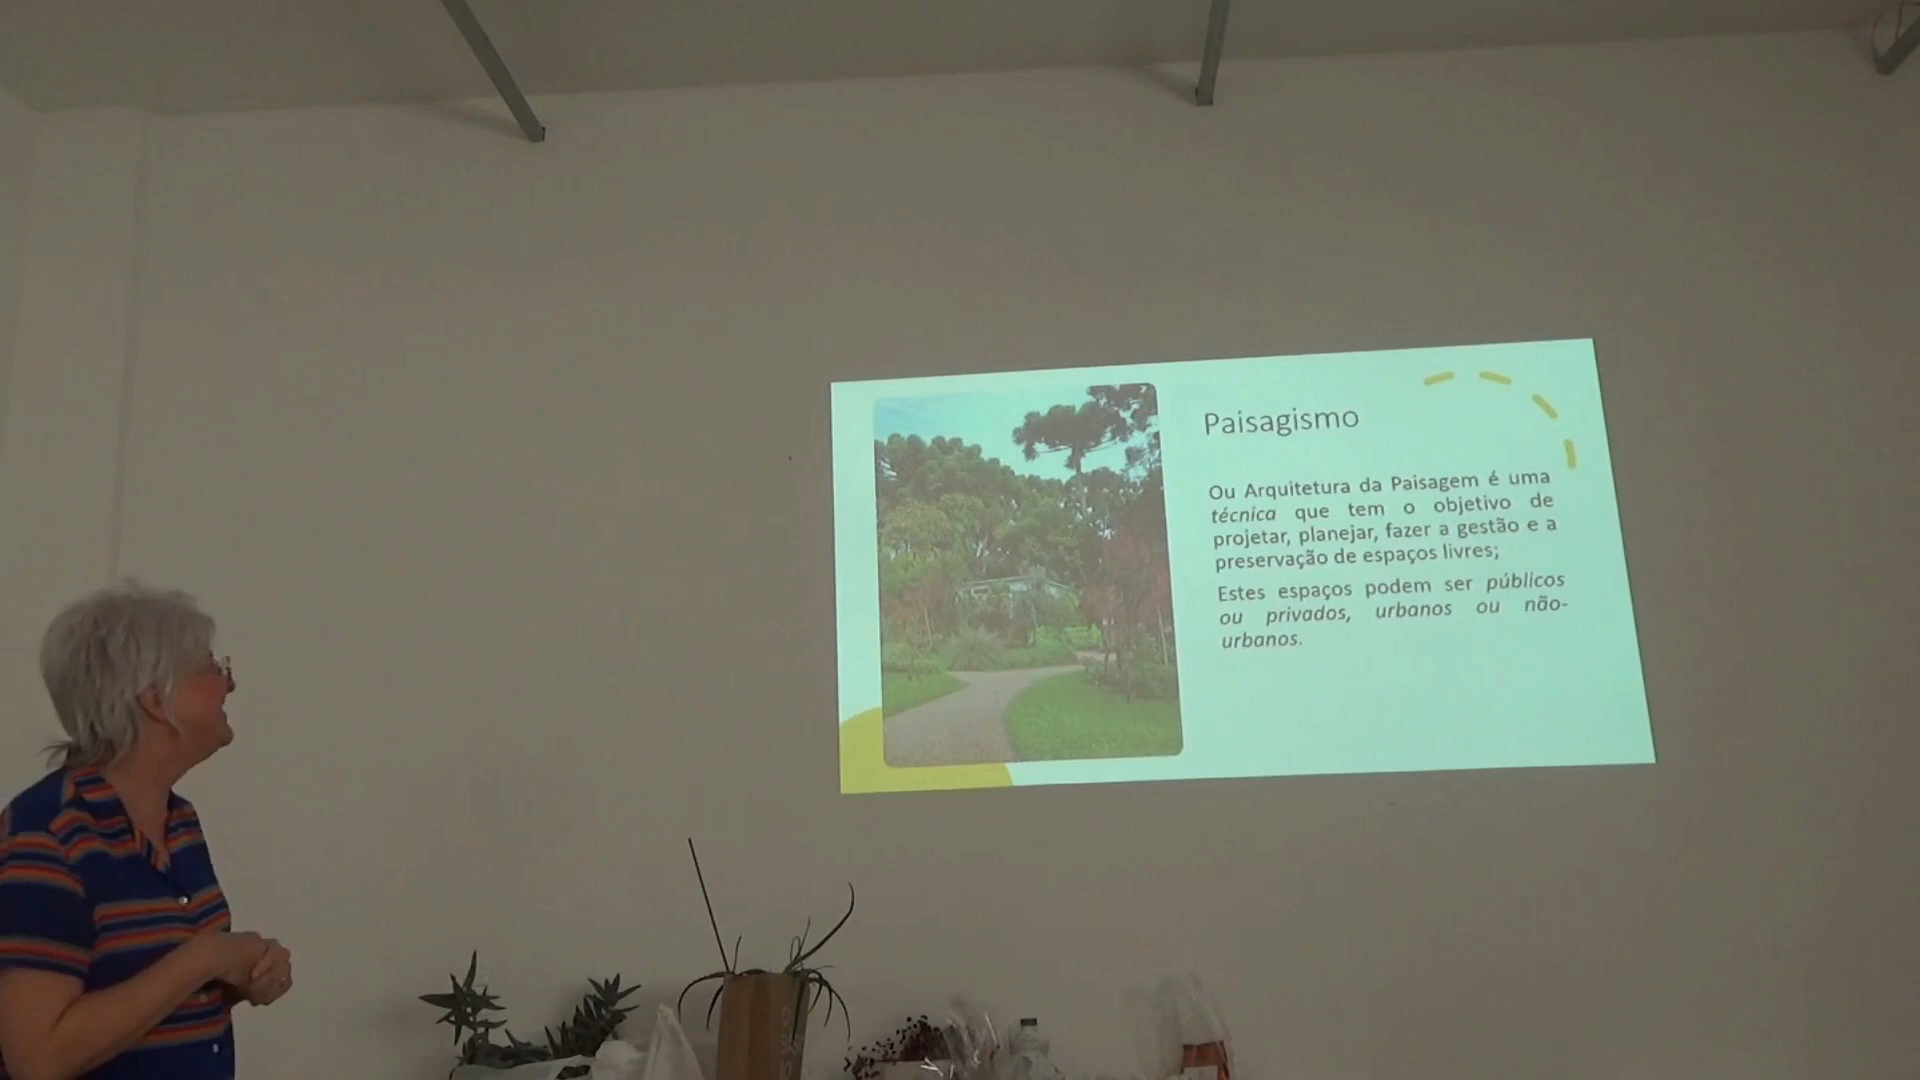 Paisagismo
Ou Arquitetura da Paisagem é uma
técnica que tem o objetivo de
projetar, planejar, fazer a gestão e a
preservação de espaços livres;
Estes espaços podem ser públicos
ou privados, urbanos ou não-
urbanos.